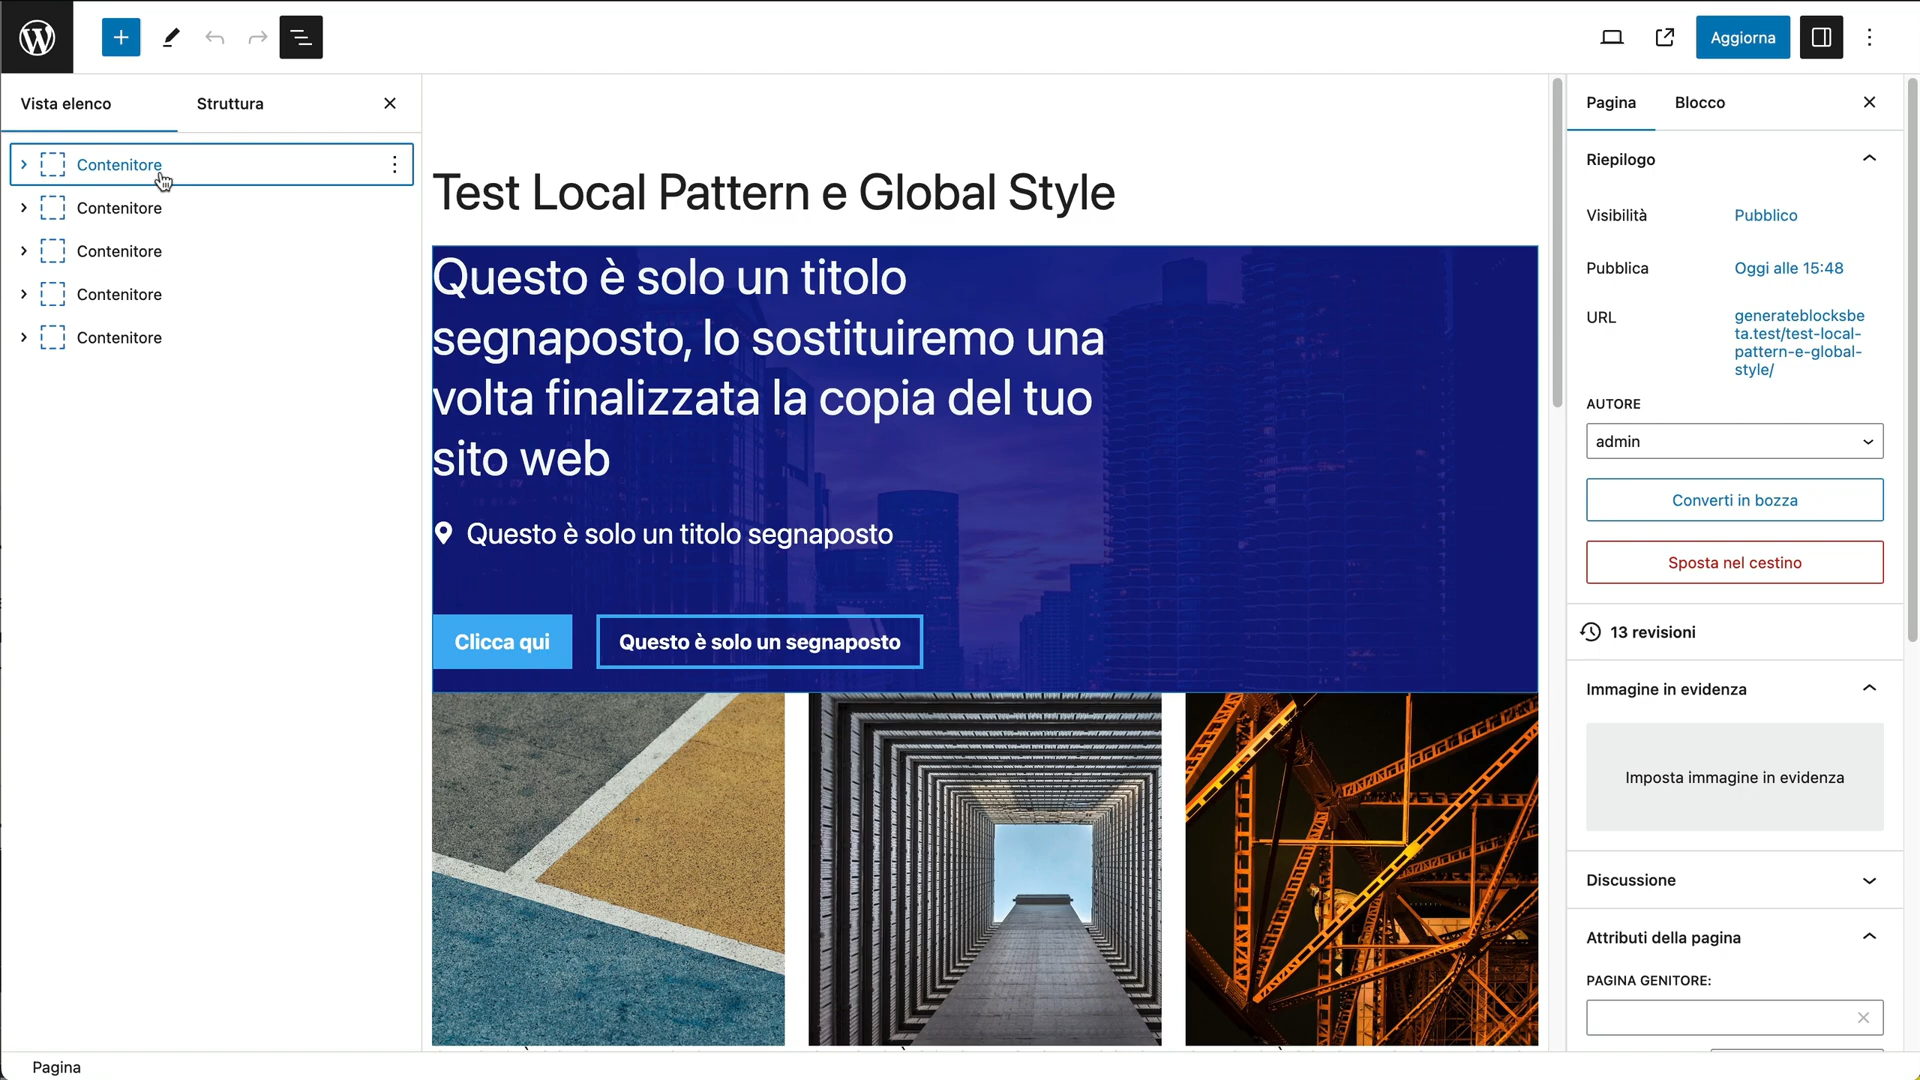 Aggiorna
Vista elenco
Struttura
Contenitore
Contenitore
Contenitore
Contenitore
Contenitore
Test Local Pattern e Global Style
Questo è solo un titolo
segnaposto, lo sostituiremo una
volta finalizzata la copia del tuo
sito web
Questo è solo un titolo segnaposto
Clicca qui
Questo è solo un segnaposto
Pagina
Blocco
Riepilogo
Visibilità
Pubblico
Pubblica
Oggi alle 15:48
URL
generateblocksbe
ta.test/test-local-
pattern-e-global-
style/
AUTORE
admin
Converti in bozza
Sposta nel cestino
13 revisioni
Immagine in evidenza
Imposta immagine in evidenza
Discussione
Attributi della pagina
PAGINA GENITORE:
Pagina